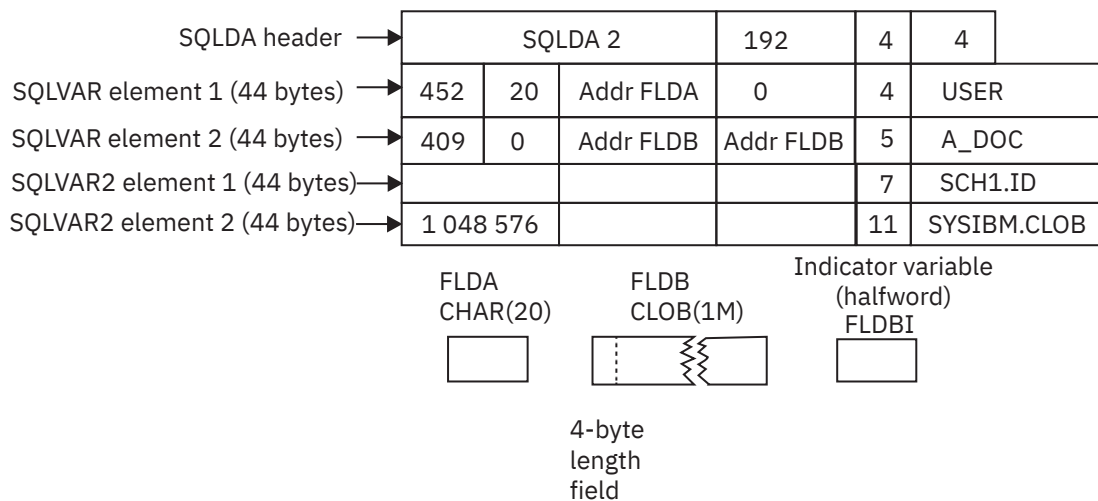 SQLDA header SQLDA 2 192 4 4
SQLVAR element 1 (44 bytes) 452 20 Addr FLDA 0 4 USER
SQLVAR element 2 (44 bytes) 409 0 Addr FLDB Addr FLDB 5 A_DOC
SQLVAR2 element 1 (44 bytes) 7 SCH1.ID
SQLVAR2 element 2 (44 bytes) 1 048 576 11 SYSIBM.CLOB
FLDA
CHAR(20)
FLDB
CLOB(1M)
Indicator variable
(halfword)
FLDBI
4-byte
length
field